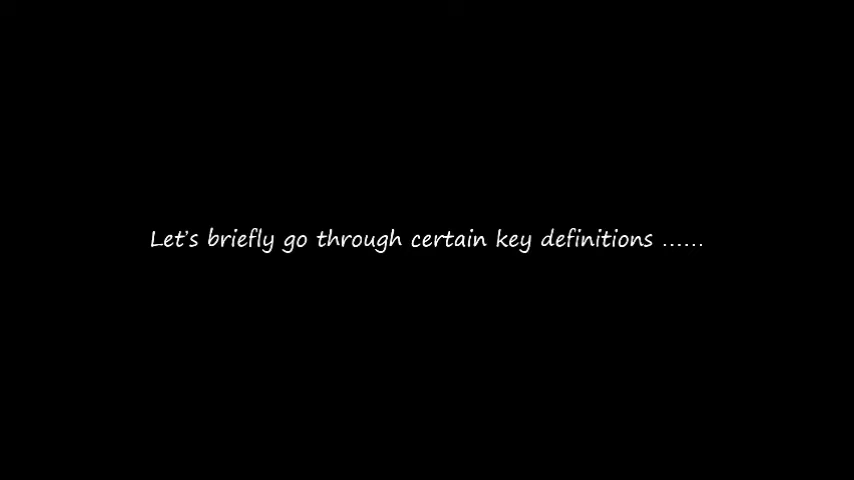 Let's briefly go through certain key definitions ......